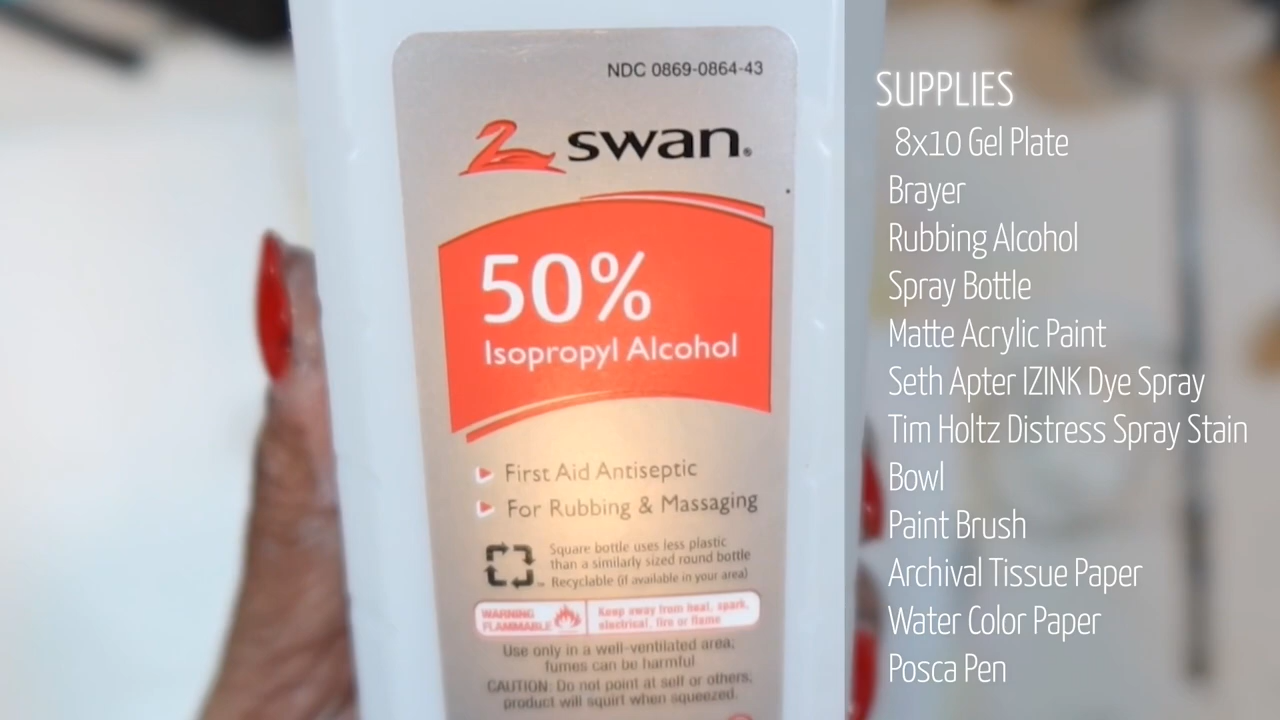 NDC 0869-0864-43
swan®
50%
Isopropyl Alcohol
First Aid Antiseptic
For Rubbing & Massaging
Square bottle uses less plastic
than a similarly sized round bottle
Recyclable (if available in your area)
WARNING
FLAMMABLE
Keep away from heat, spark,
electrical, fire or flame
Use only in a well-ventilated area;
fumes can be harmful
CAUTION: Do not point at self or others;
product will squirt when squeezed.
SUPPLIES
8x10 Gel Plate
Brayer
Rubbing Alcohol
Spray Bottle
Matte Acrylic Paint
Seth Apter IZINK Dye Spray
Tim Holtz Distress Spray Stain
Bowl
Paint Brush
Archival Tissue Paper
Water Color Paper
Posca Pen